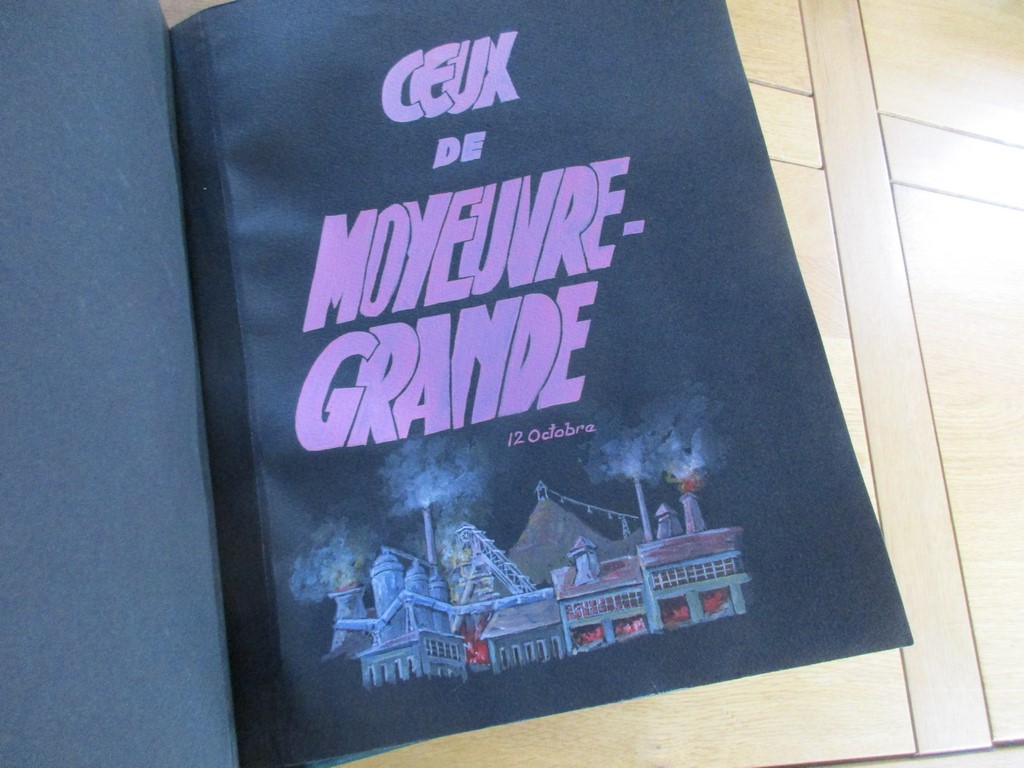 CEUX
DE
MOYEUVRE-
GRANDE
12 Octobre